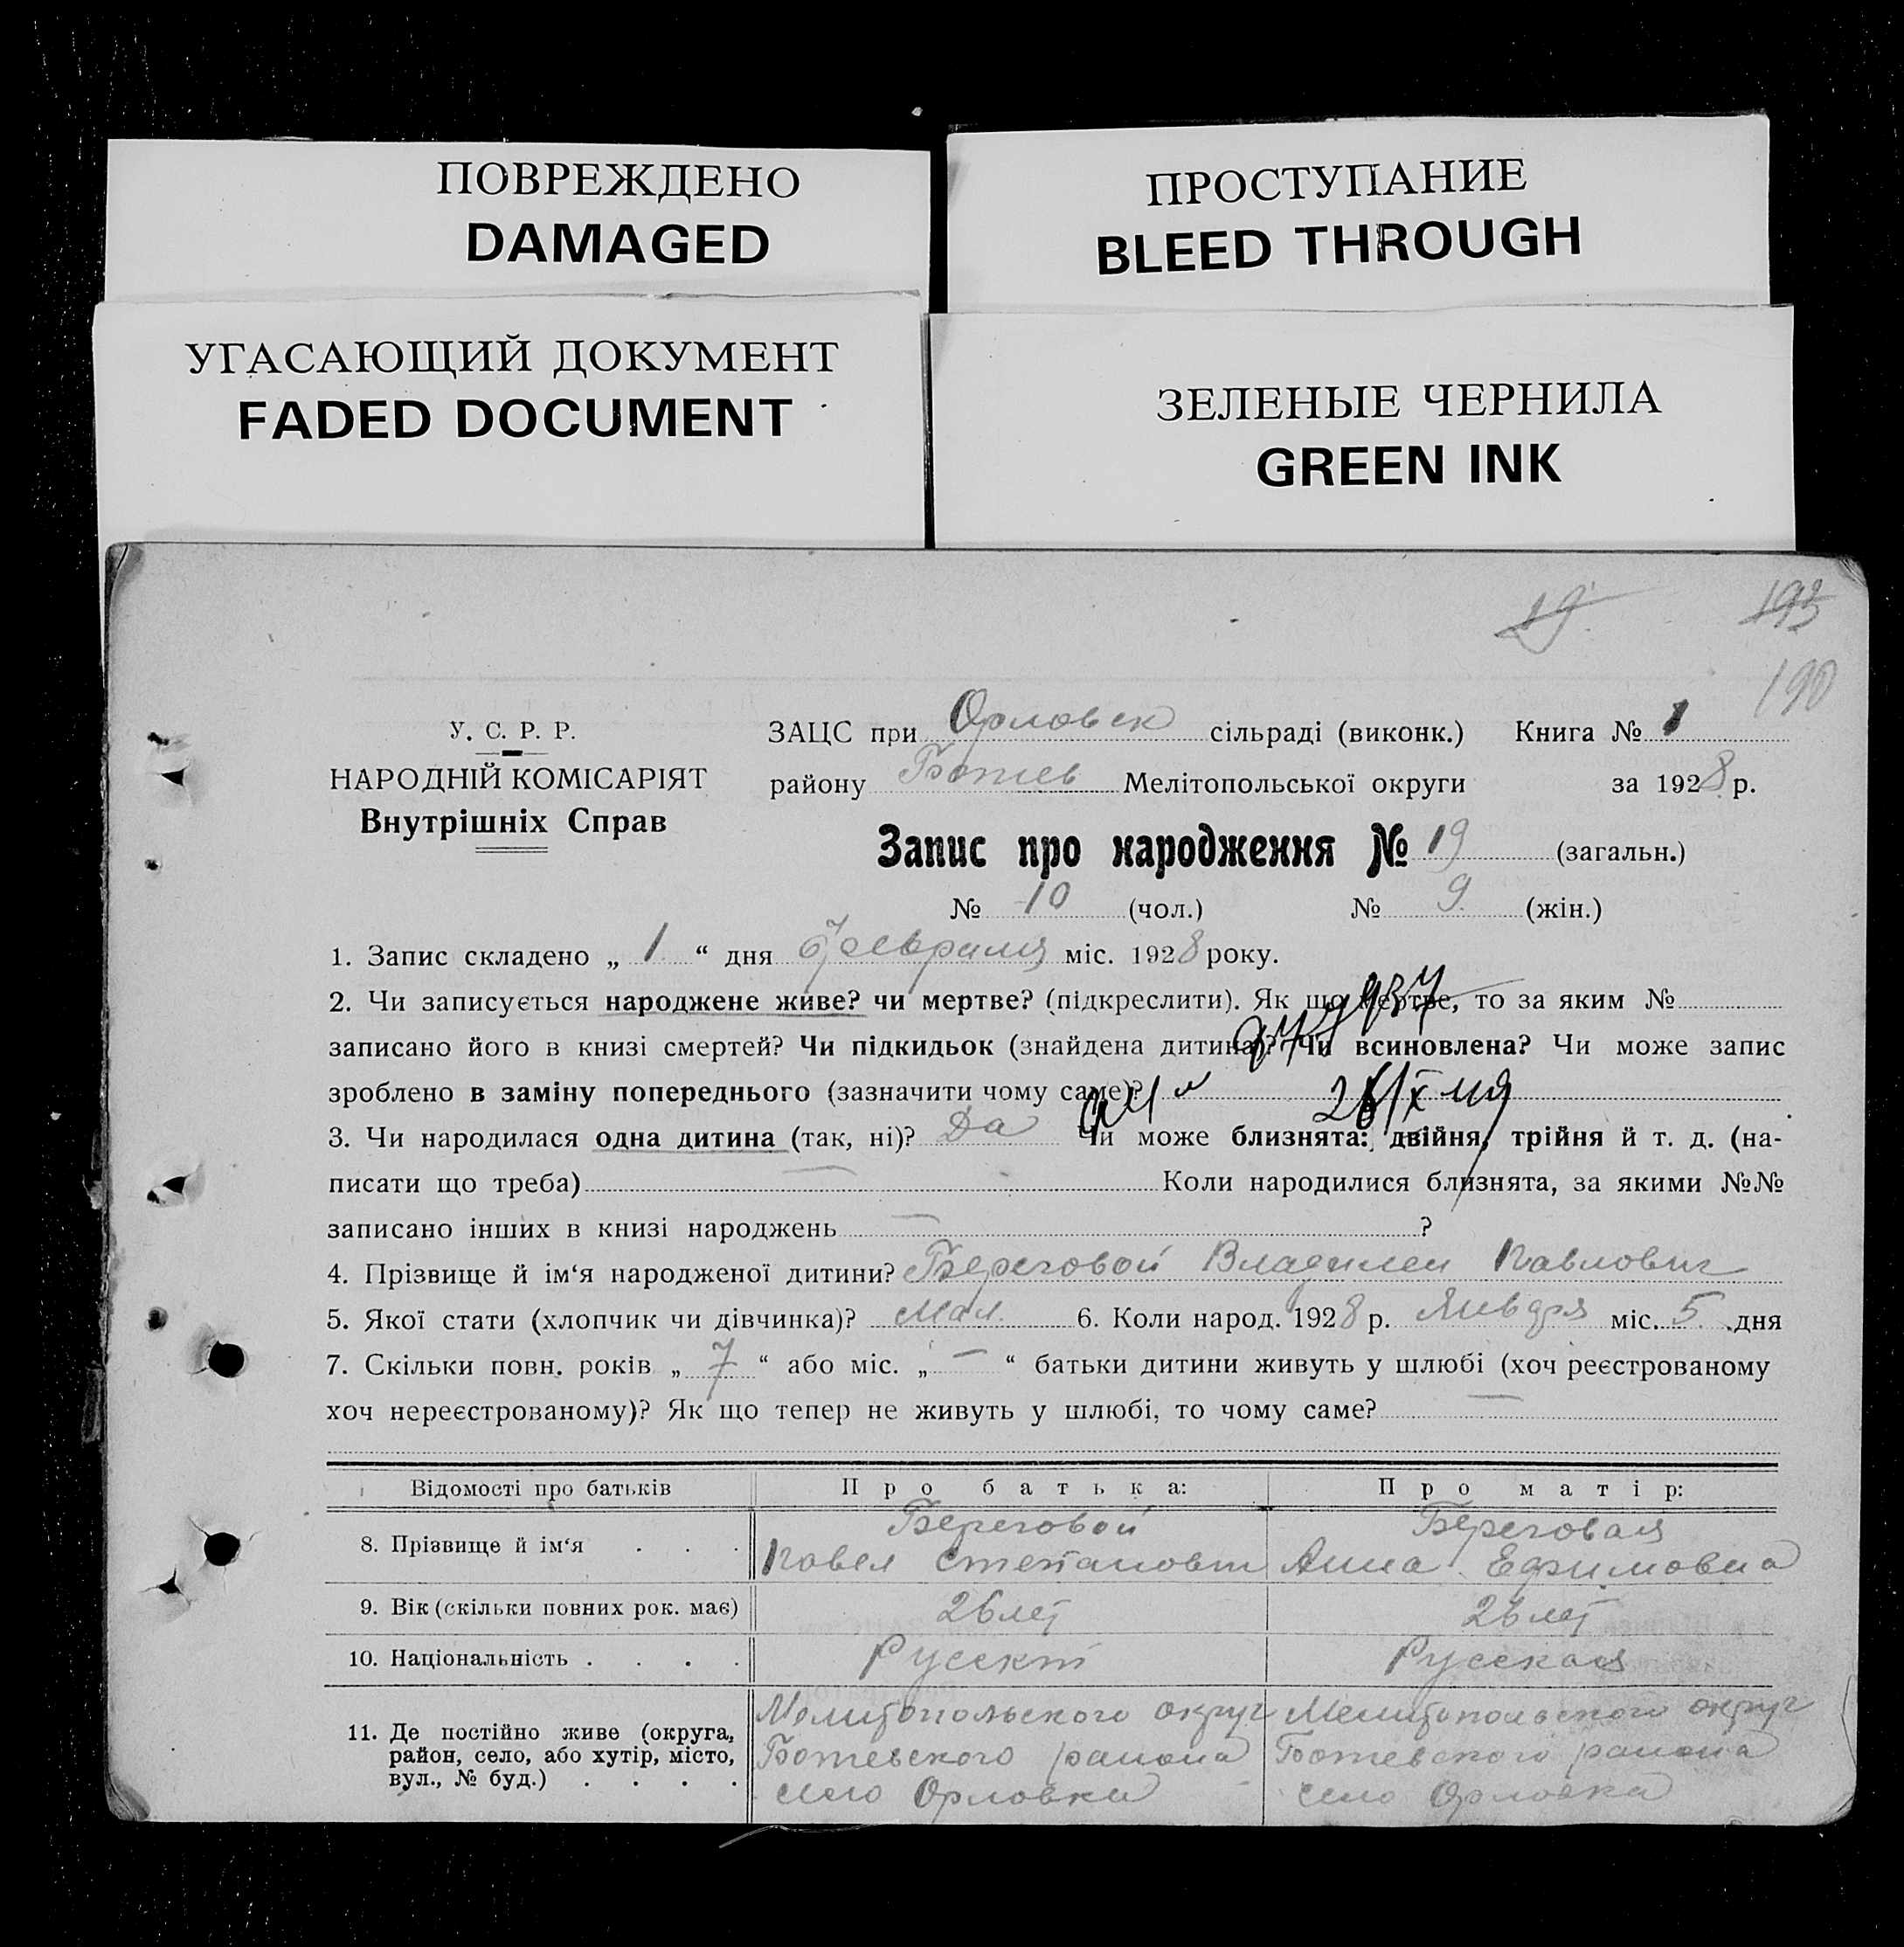 ПОВРЕЖДЕНО
DAMAGED
ПРОСТУПАНИЕ
BLEED THROUGH
УГАСАЮЩИЙ ДОКУМЕНТ
FADED DOCUMENT
ЗЕЛЕНЫЕ ЧЕРНИЛА
GREEN INK
19 193
190
У. С. Р. Р.
НАРОДНІЙ КОМІСАРІЯТ
Внутрішніх Справ
ЗАЦС при Орловск сільраді (виконк.) Книга № 1
району Ботиев Мелітопольської округи за 1928 р.
Запис про народження № 19 (загальн.)
№ 10 (чол.) № 9 (жін.)
1. Запис складено „ 1 “ дня февраля міс. 1928 року.
2. Чи записується народжене живе? чи мертве? (підкреслити). Як що мертве, то за яким №
записано його в книзі смертей? Чи підкидьок (знайдена дитина)? Чи всиновлена? Чи може запис
зроблено в заміну попереднього (зазначити чому саме)?
3. Чи народилася одна дитина (так, ні)? Да Чи може близнята: двійня, трійня й т. д. (на-
писати що треба) — Коли народилися близнята, за якими №№
записано інших в книзі народжень — ?
4. Прізвище й ім‘я народженої дитини? Береговой Владилен Павлович
5. Якої стати (хлопчик чи дівчинка)? Мал. 6. Коли народ. 1928 р. Января міс. 5 дня
7. Скільки повн. років „ 7 “ або міс. „ — “ батьки дитини живуть у шлюбі (хоч реєстрованому
хоч нереєстрованому)? Як що тепер не живуть у шлюбі, то чому саме? —
Відомості про батьків Про батька: Про матір:
8. Прізвище й ім‘я . . .
Береговой
Павел Степанович
Береговая
Анна Ефимовна
9. Вік (скільки повних рок. має) 26 лет 26 лет
10. Національність . . . . Русский Русская
11. Де постійно живе (округа,
район, село, або хутір, місто,
вул., № буд.) . . . .
Мелитопольского округ
Ботиевского района
село Орловка
Мелитопольского округ
Ботиевского района
село Орловка